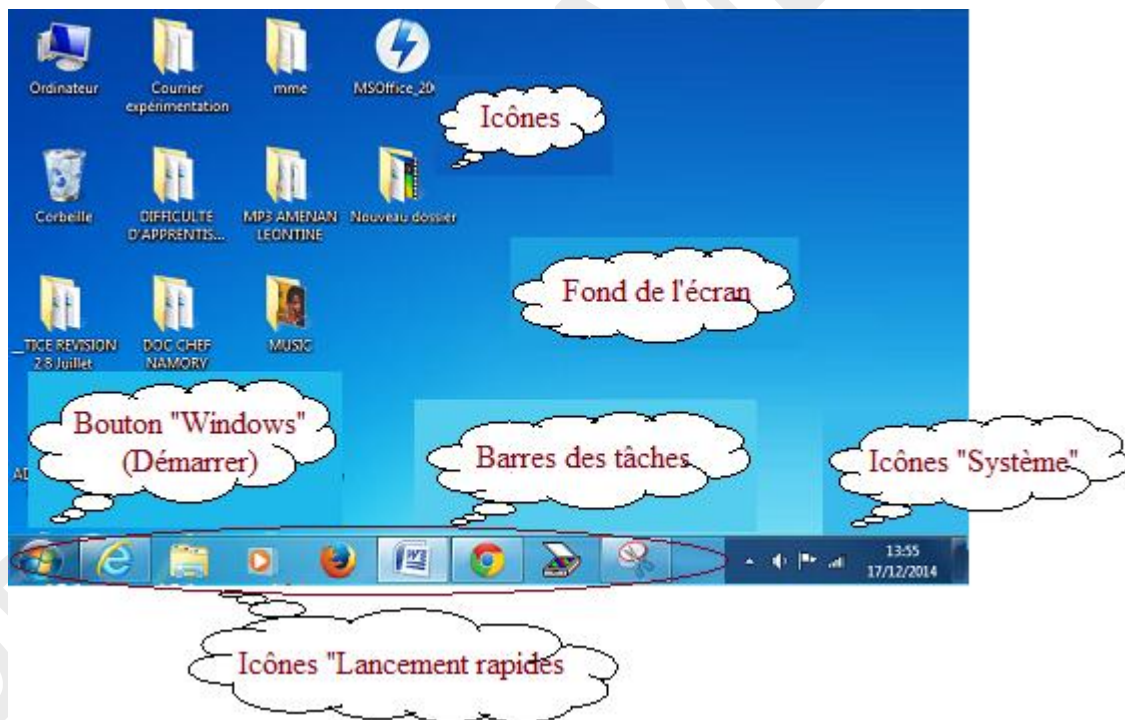 Ordinateur
Courrier
expérimentation
mme
MSOffice_20
Icônes
Corbeille
DIFFICULTE
D'APPRENTIS...
MP3 AMENAN
LEONTINE
Nouveau dossier
Fond de l'écran
__TICE REVISION
2.8 Juillet
DOC CHEF
NAMORY
MUSIC
Bouton "Windows"
(Démarrer)
Barres des tâches
Icônes "Système"
13:55
17/12/2014
Icônes "Lancement rapides